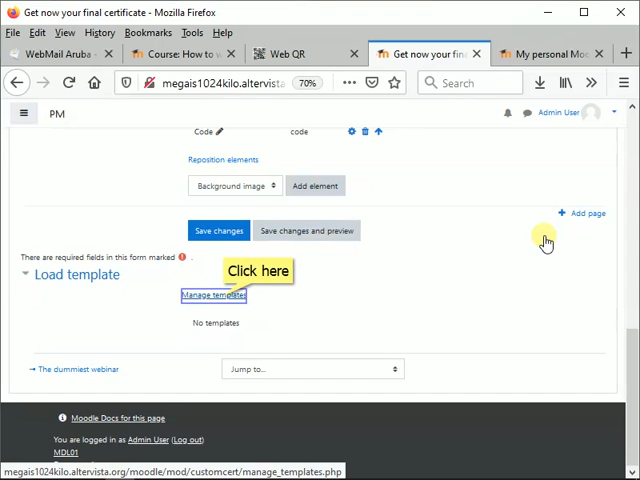 Get now your final certificate - Mozilla Firefox
File Edit View History Bookmarks Tools Help
WebMail Aruba
Course: How to v
Web QR
Get now your fina
My personal Moo
megais1024kilo.altervista
70%
Search
PM
Admin User
Code
code
Reposition elements
Background image
Add element
Add page
Save changes
Save changes and preview
There are required fields in this form marked
.
Click here
Load template
Manage templates
No templates
The dummiest webinar
Jump to...
Moodle Docs for this page
You are logged in as Admin User (Log out)
MDL01
megais1024kilo.altervista.org/moodle/mod/customcert/manage_templates.php